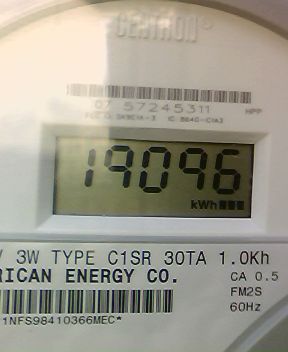 CENTRON
07 57245311
HPP
19096
kWh
V 3W TYPE C1SR 30TA 1.0Kh
RICAN ENERGY CO.
CA 0.5
FM2S
60Hz
1NFS98410366MEC*